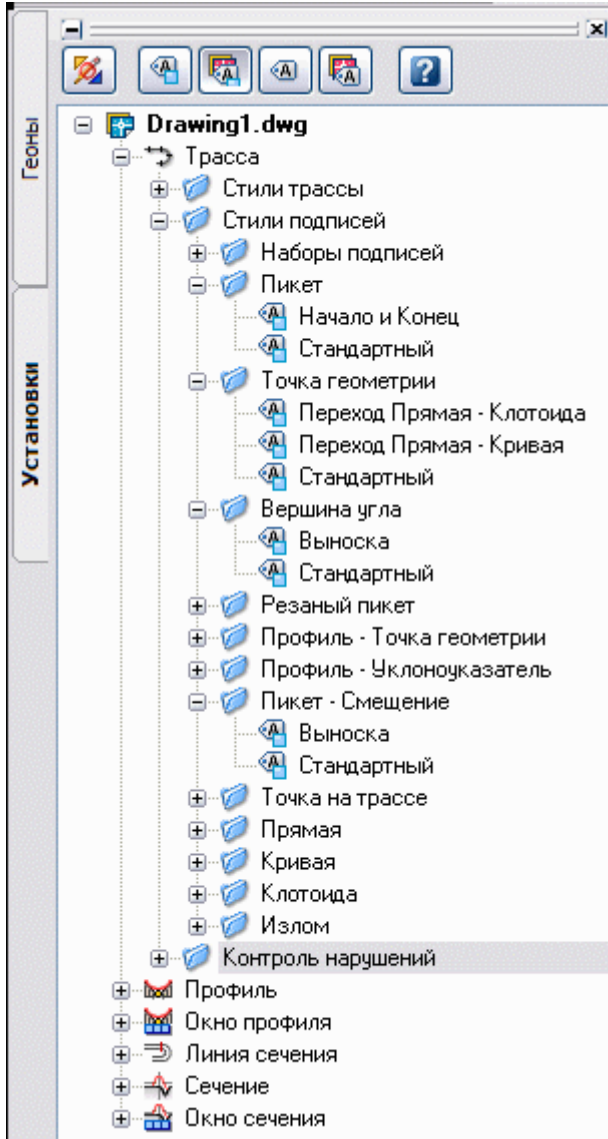 Геоны
Установки
Drawing1.dwg
Трасса
Стили трассы
Стили подписей
Наборы подписей
Пикет
Начало и Конец
Стандартный
Точка геометрии
Переход Прямая - Клотоида
Переход Прямая - Кривая
Стандартный
Вершина угла
Выноска
Стандартный
Резаный пикет
Профиль - Точка геометрии
Профиль - Уклоноуказатель
Пикет - Смещение
Выноска
Стандартный
Точка на трассе
Прямая
Кривая
Клотоида
Излом
Контроль нарушений
Профиль
Окно профиля
Линия сечения
Сечение
Окно сечения